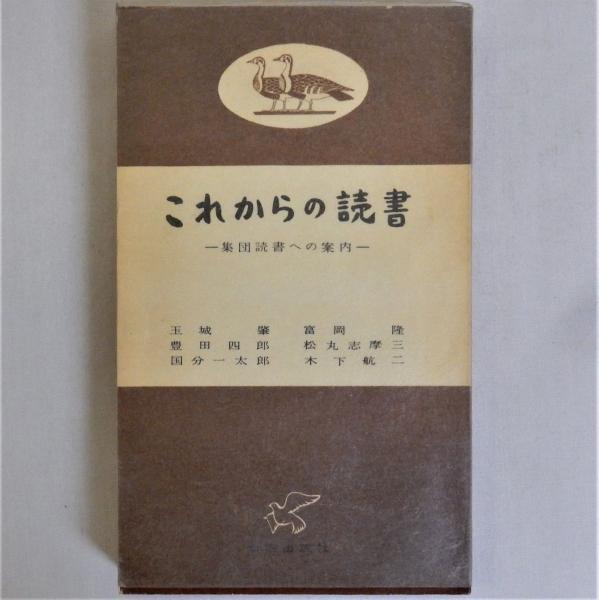 これからの読書
―集団読書への案内―
玉城 肇 富岡 隆
豊田四郎 松丸志摩三
国分一太郎 木下航二